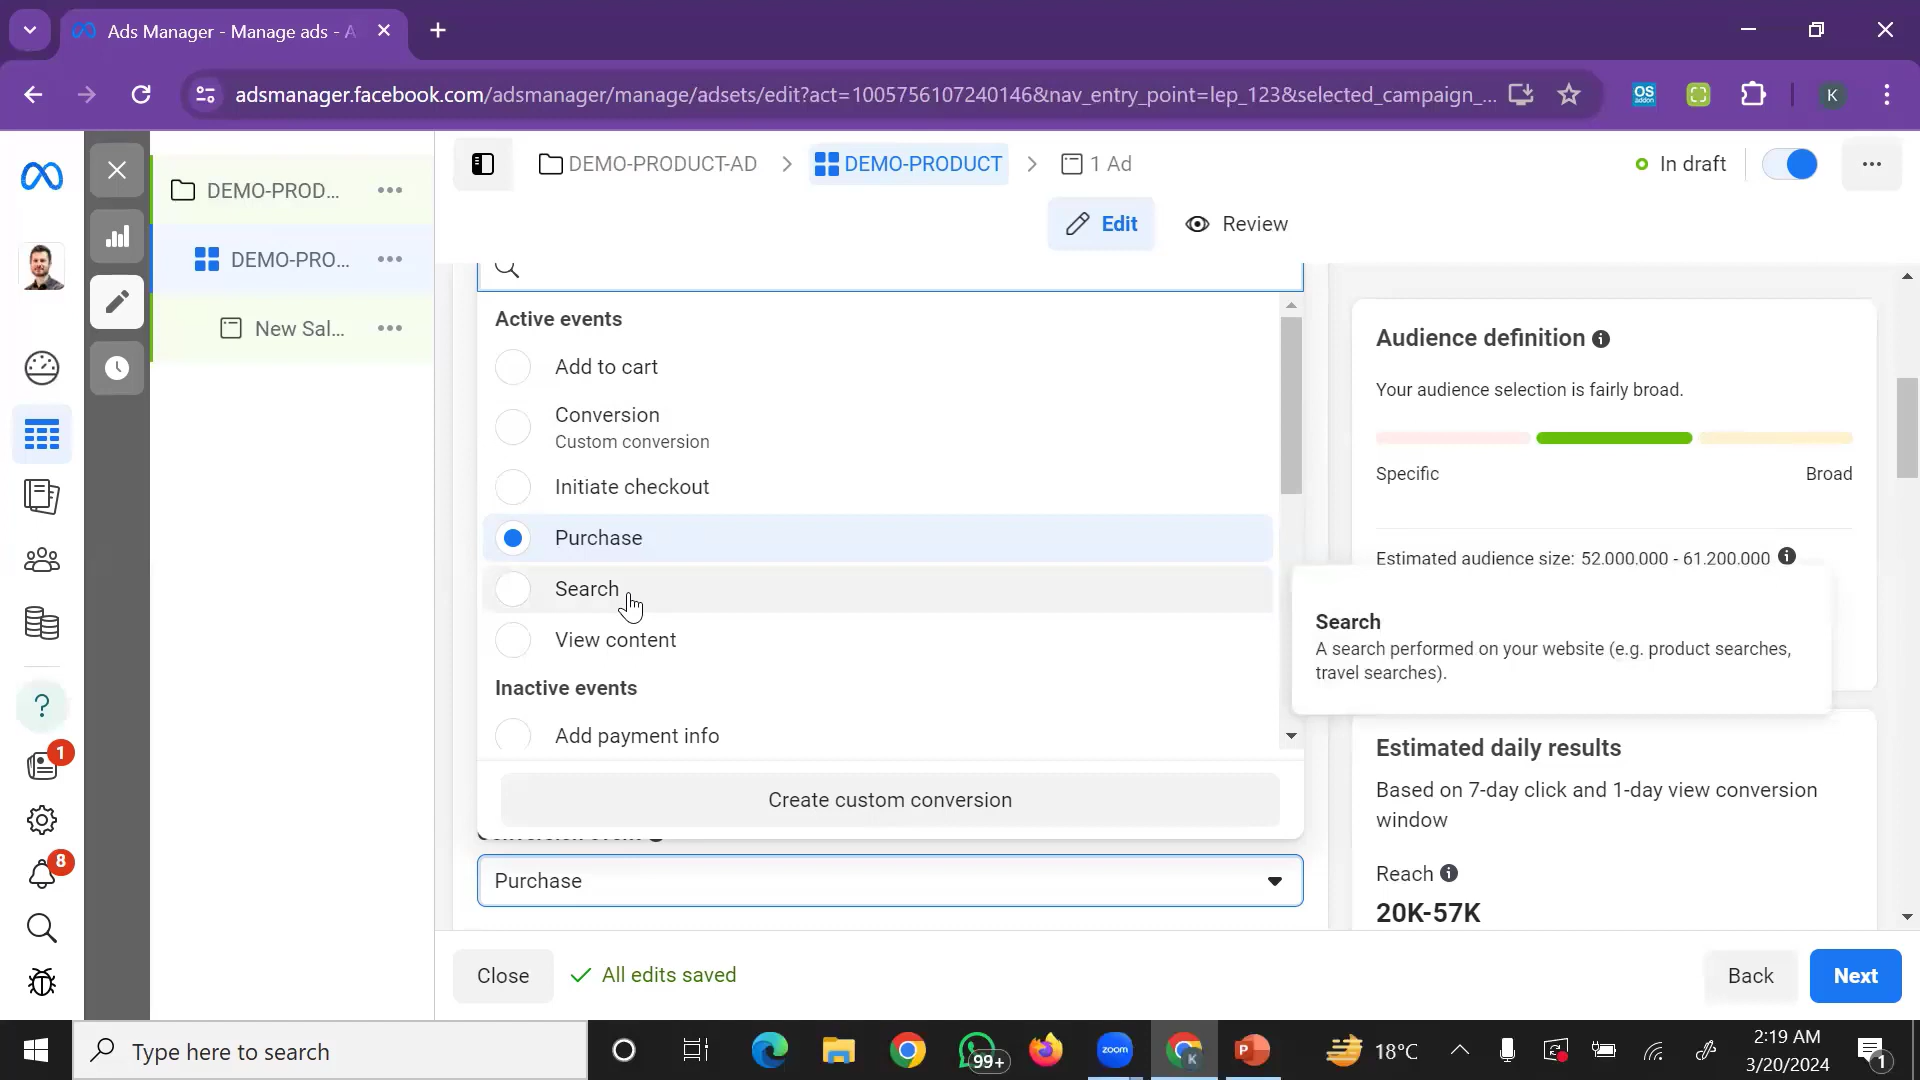 Ads Manager - Manage ads - A
adsmanager.facebook.com/adsmanager/manage/adsets/edit?act=1005756107240146&nav_entry_point=lep_123&selected_campaign_...
OS
addon
K
DEMO-PRODUCT-AD
DEMO-PRODUCT
1 Ad
In draft
Edit
Review
DEMO-PROD...
DEMO-PRO...
New Sal...
Active events
Add to cart
Conversion
Custom conversion
Initiate checkout
Purchase
Search
View content
Inactive events
Add payment info
Create custom conversion
Purchase
Audience definition
Your audience selection is fairly broad.
Specific
Broad
Estimated audience size: 52,000,000 - 61,200,000
Search
A search performed on your website (e.g. product searches,
travel searches).
Estimated daily results
Based on 7-day click and 1-day view conversion
window
Reach
20K-57K
1
8
Close
All edits saved
Back
Next
Type here to search
99+
zoom
K
P
18°C
2:19 AM
3/20/2024
1